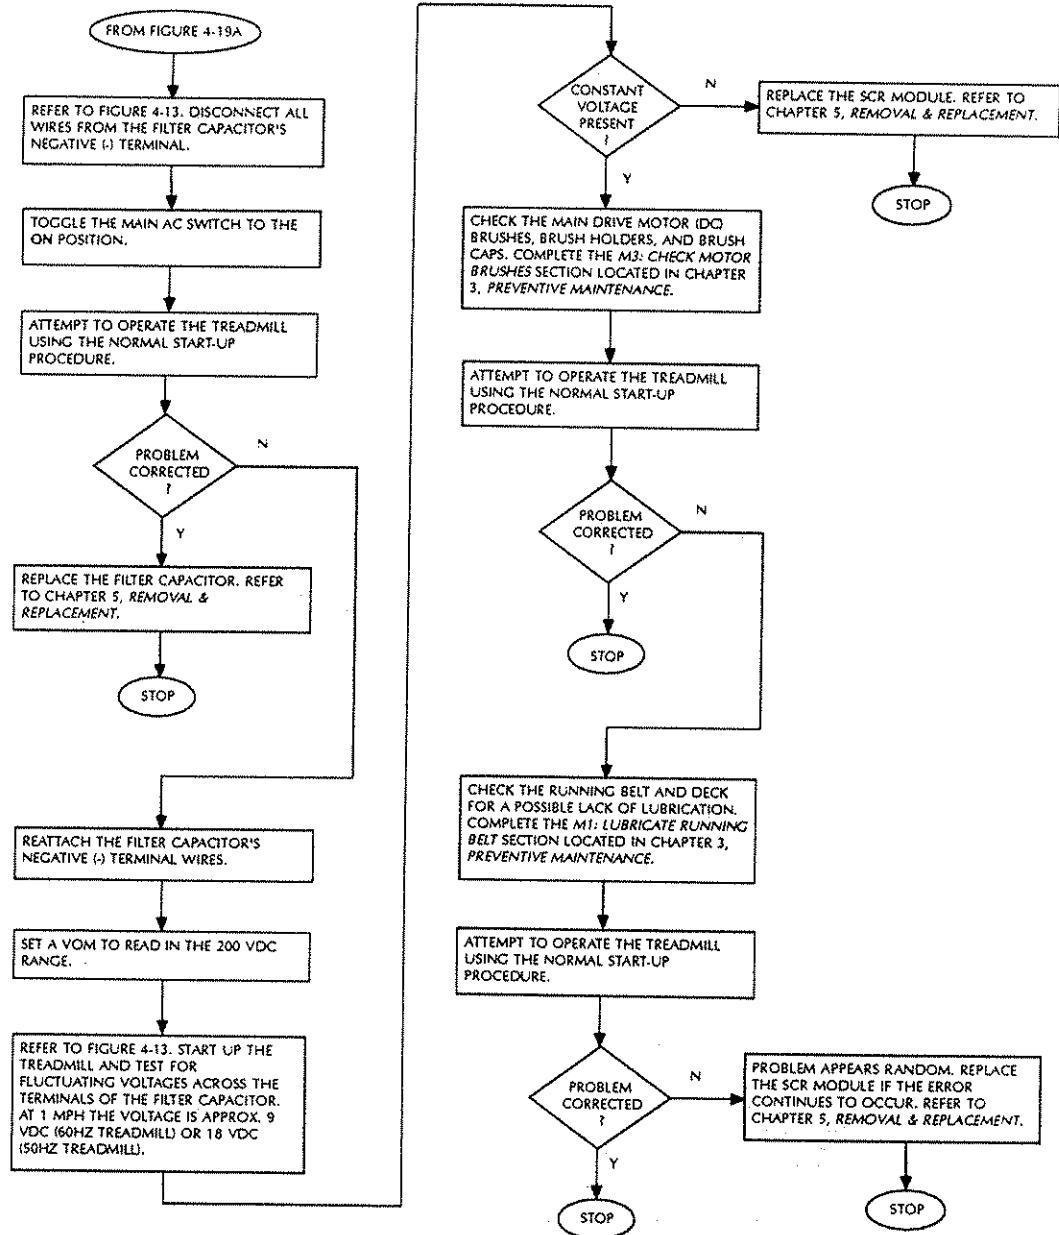 FROM FIGURE 4-19A
REFER TO FIGURE 4-13. DISCONNECT ALL
WIRES FROM THE FILTER CAPACITOR'S
NEGATIVE (-) TERMINAL.
TOGGLE THE MAIN AC SWITCH TO THE
ON POSITION.
ATTEMPT TO OPERATE THE TREADMILL
USING THE NORMAL START-UP
PROCEDURE.
PROBLEM
CORRECTED
?
N
Y
REPLACE THE FILTER CAPACITOR. REFER
TO CHAPTER 5, REMOVAL &
REPLACEMENT.
STOP
REATTACH THE FILTER CAPACITOR'S
NEGATIVE (-) TERMINAL WIRES.
SET A VOM TO READ IN THE 200 VDC
RANGE.
REFER TO FIGURE 4-13. START UP THE
TREADMILL AND TEST FOR
FLUCTUATING VOLTAGES ACROSS THE
TERMINALS OF THE FILTER CAPACITOR.
AT 1 MPH THE VOLTAGE IS APPROX. 9
VDC (60HZ TREADMILL) OR 18 VDC
(50HZ TREADMILL).
CONSTANT
VOLTAGE
PRESENT
?
N
REPLACE THE SCR MODULE. REFER TO
CHAPTER 5, REMOVAL & REPLACEMENT.
STOP
Y
CHECK THE MAIN DRIVE MOTOR (DC)
BRUSHES, BRUSH HOLDERS, AND BRUSH
CAPS. COMPLETE THE M3: CHECK MOTOR
BRUSHES SECTION LOCATED IN CHAPTER
3, PREVENTIVE MAINTENANCE.
ATTEMPT TO OPERATE THE TREADMILL
USING THE NORMAL START-UP
PROCEDURE.
PROBLEM
CORRECTED
?
N
Y
STOP
CHECK THE RUNNING BELT AND DECK
FOR A POSSIBLE LACK OF LUBRICATION.
COMPLETE THE M1: LUBRICATE RUNNING
BELT SECTION LOCATED IN CHAPTER 3,
PREVENTIVE MAINTENANCE.
ATTEMPT TO OPERATE THE TREADMILL
USING THE NORMAL START-UP
PROCEDURE.
PROBLEM
CORRECTED
?
N
PROBLEM APPEARS RANDOM. REPLACE
THE SCR MODULE IF THE ERROR
CONTINUES TO OCCUR. REFER TO
CHAPTER 5, REMOVAL & REPLACEMENT.
Y
STOP
STOP